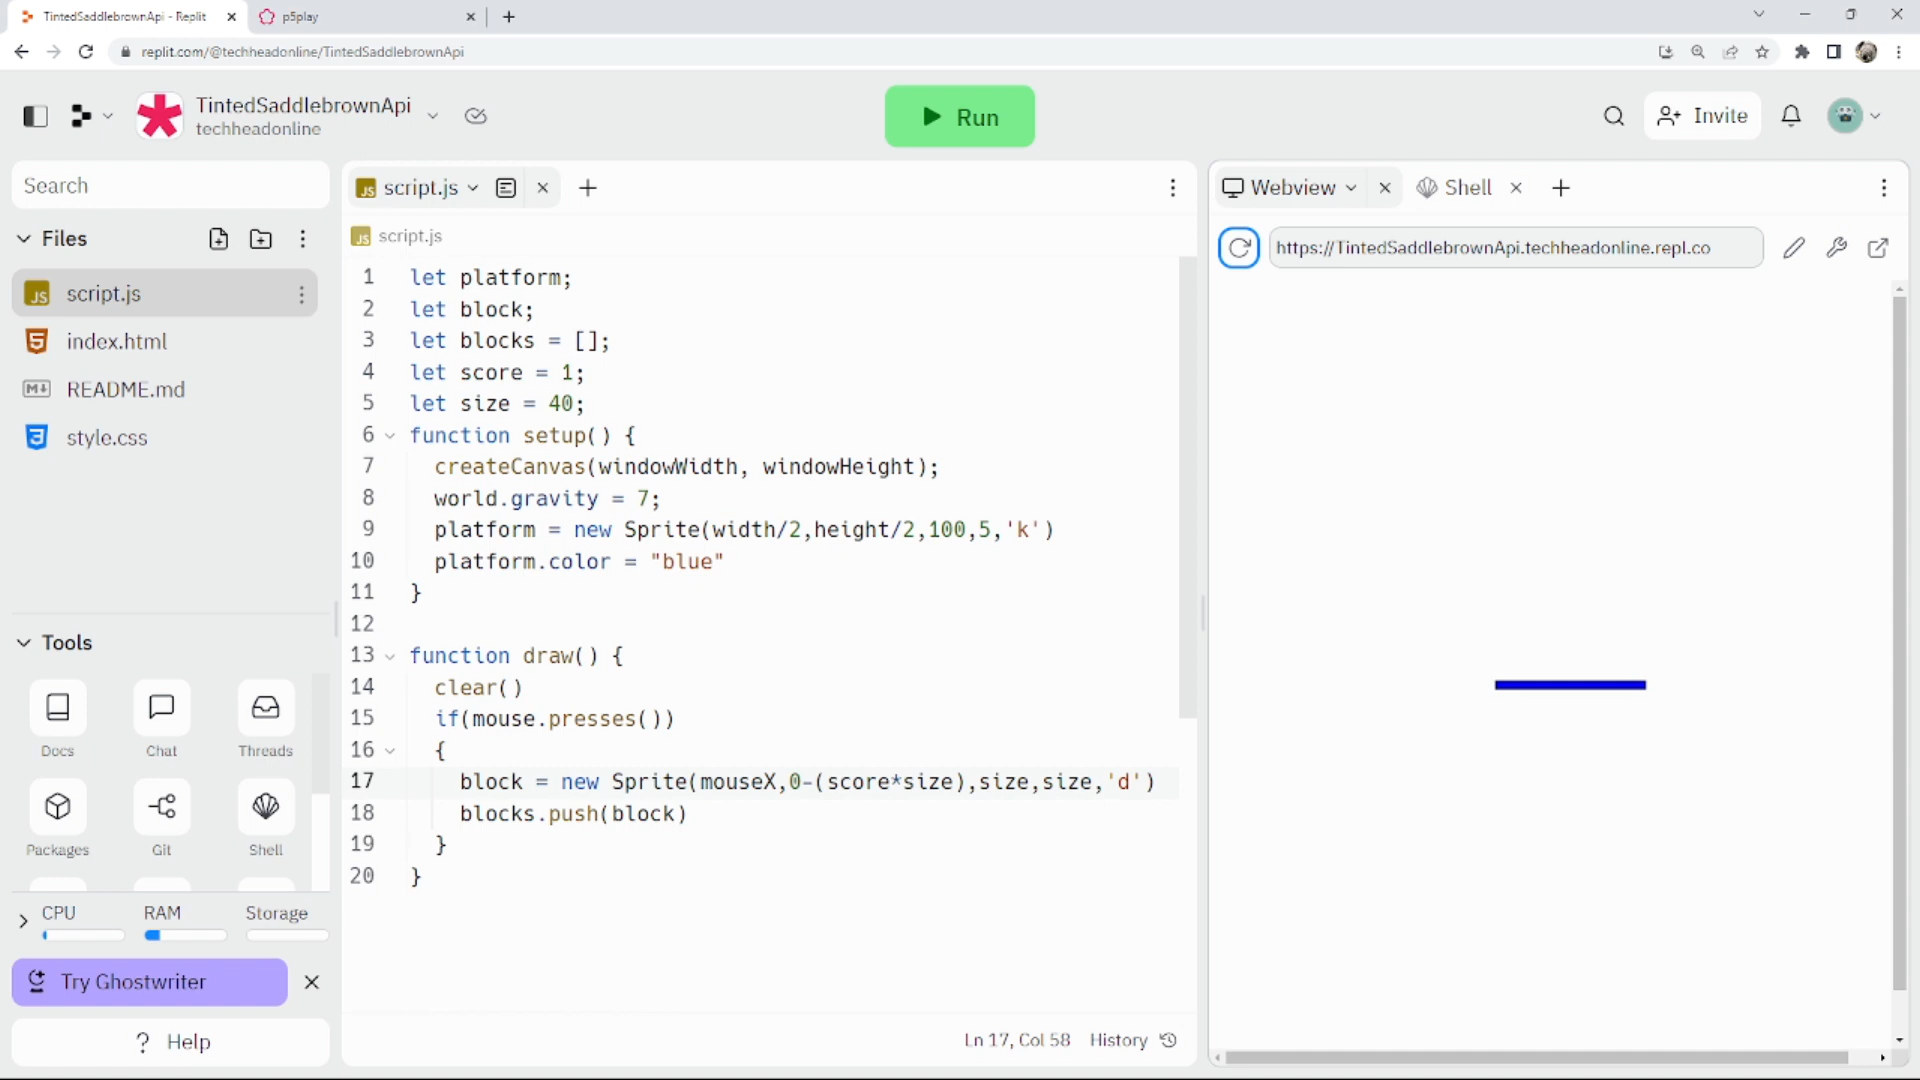 TintedSaddlebrownApi - Replit
p5play
replit.com/@techheadonline/TintedSaddlebrownApi
TintedSaddlebrownApi
techheadonline
Run
Invite
Search
Files
script.js
index.html
README.md
style.css
Tools
Docs
Chat
Threads
Packages
Git
Shell
CPU
RAM
Storage
Try Ghostwriter
? Help
JS script.js
JS script.js
1 let platform;
2 let block;
3 let blocks = [];
4 let score = 1;
5 let size = 40;
6 function setup() {
7 createCanvas(windowWidth, windowHeight);
8 world.gravity = 7;
9 platform = new Sprite(width/2,height/2,100,5,'k')
10 platform.color = "blue"
11 }
12
13 function draw() {
14 clear()
15 if(mouse.presses())
16 {
17 block = new Sprite(mouseX,0-(score*size),size,size,'d')
18 blocks.push(block)
19 }
20 }
Ln 17, Col 58 History
Webview
Shell
https://TintedSaddlebrownApi.techheadonline.repl.co